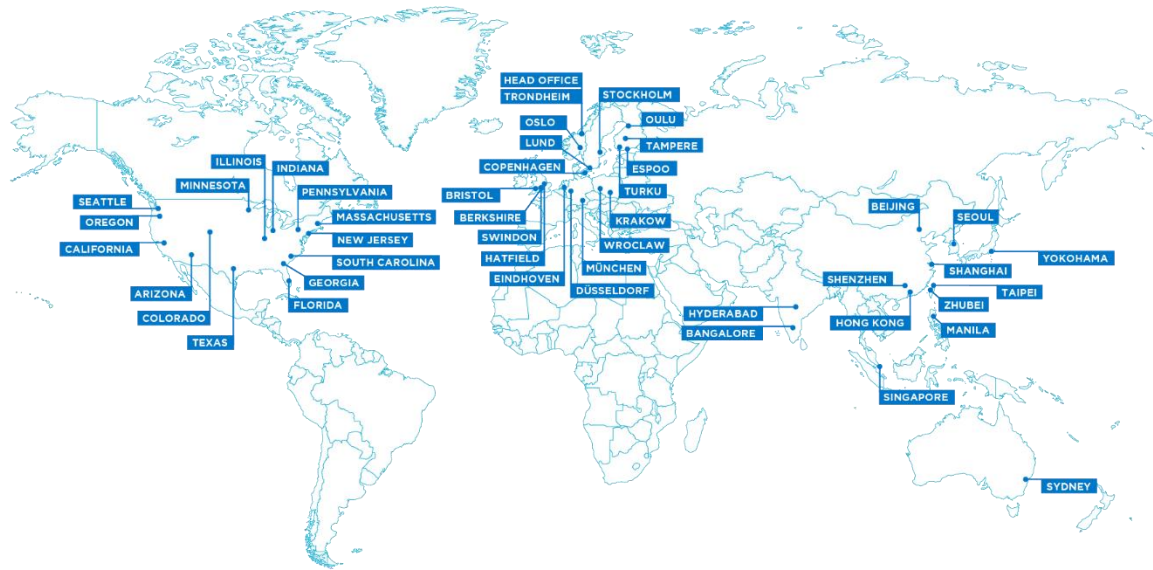 HEAD OFFICE
TRONDHEIM
STOCKHOLM
OSLO
OULU
LUND
TAMPERE
COPENHAGEN
ESPOO
TURKU
BRISTOL
BERKSHIRE
KRAKOW
SWINDON
WROCLAW
HATFIELD
MÜNCHEN
EINDHOVEN
DÜSSELDORF
ILLINOIS
INDIANA
MINNESOTA
PENNSYLVANIA
SEATTLE
MASSACHUSETTS
OREGON
NEW JERSEY
CALIFORNIA
SOUTH CAROLINA
GEORGIA
ARIZONA
FLORIDA
COLORADO
TEXAS
BEIJING
SEOUL
YOKOHAMA
SHANGHAI
SHENZHEN
TAIPEI
HYDERABAD
ZHUBEI
HONG KONG
BANGALORE
MANILA
SINGAPORE
SYDNEY